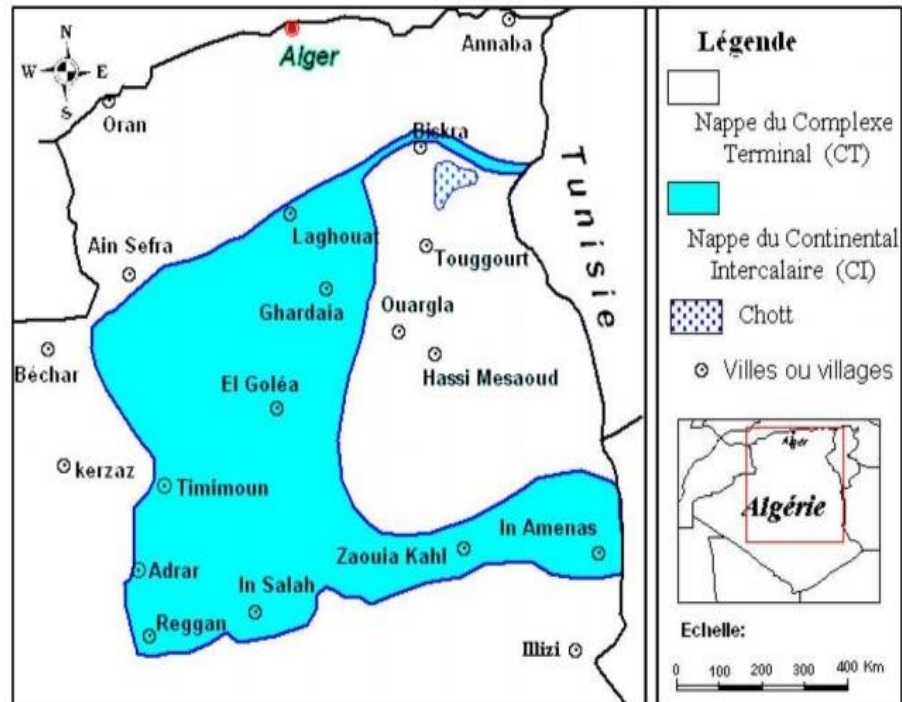 N
W E
S
Alger
Annaba
Oran
Biskra
Tunisie
Laghouat
Ain Sefra
Touggourt
Ghardaia
Ouargla
Béchar
Hassi Mesaoud
El Goléa
kerzaz
Timimoun
In Amenas
Zaouia Kahl
Adrar
In Salah
Reggan
Illizi
Légende
Nappe du Complexe
Terminal (CT)
Nappe du Continental
Intercalaire (CI)
Chott
Villes ou villages
Alger
Algérie
Echelle:
0 100 200 300 400 Km